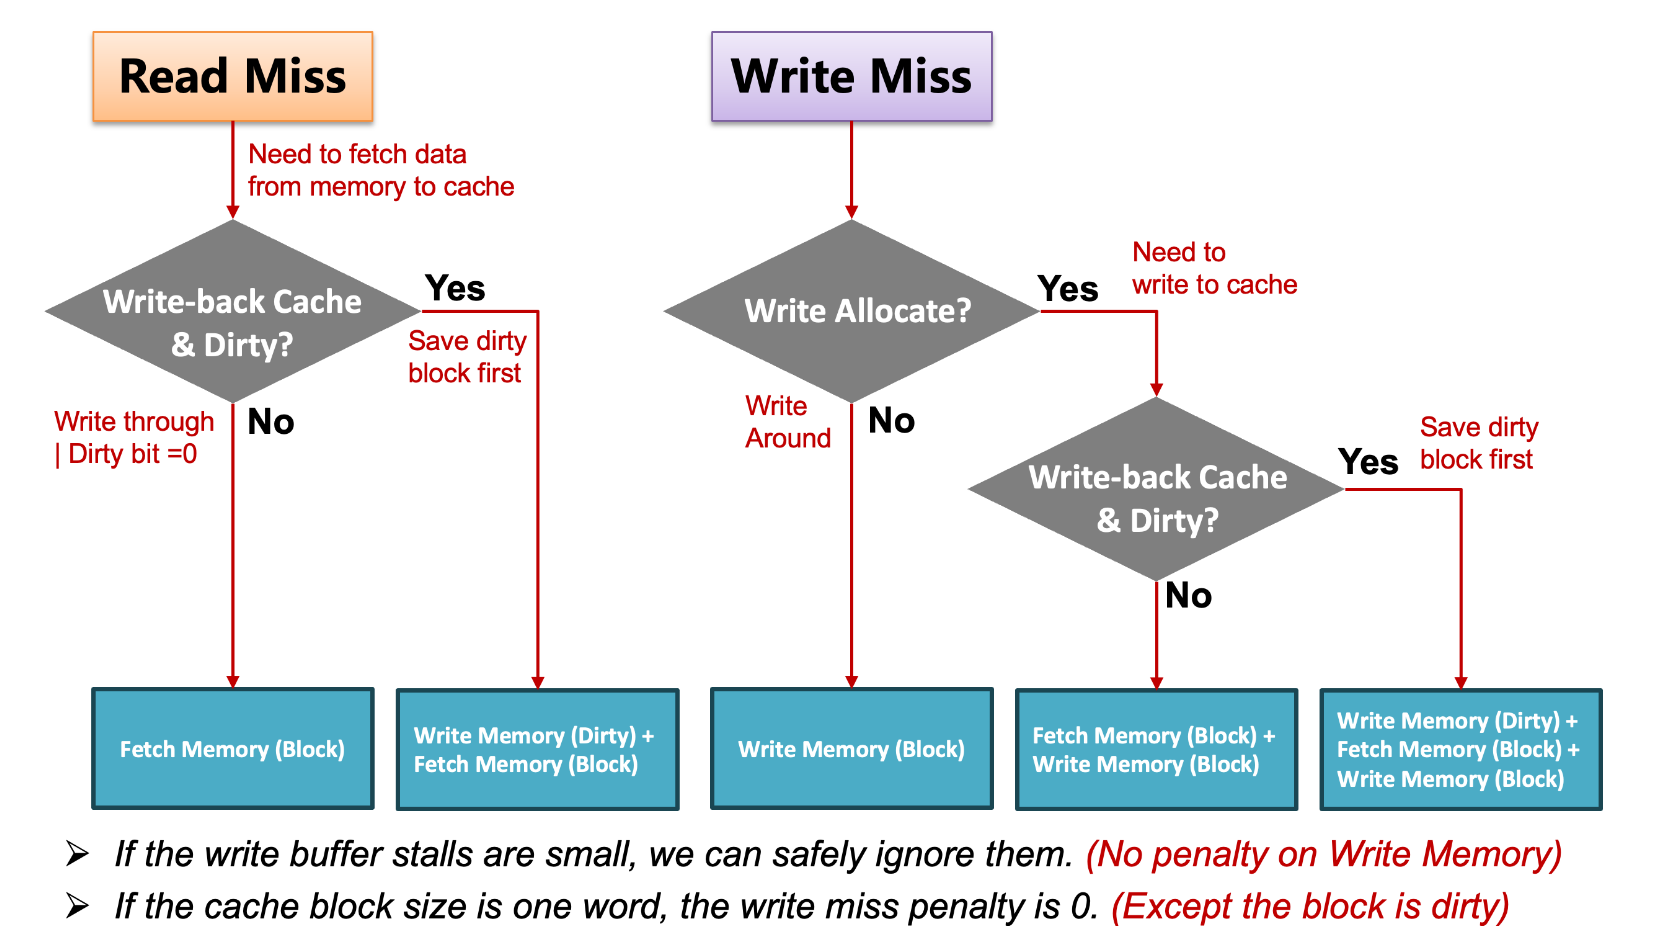 Read Miss
Need to fetch data
from memory to cache
Write-back Cache
& Dirty?
Yes
Save dirty
block first
Write through
| Dirty bit =0
No
Fetch Memory (Block)
Write Memory (Dirty) +
Fetch Memory (Block)
Write Miss
Write Allocate?
Yes
Need to
write to cache
Write
Around
No
Write-back Cache
& Dirty?
Yes
Save dirty
block first
No
Write Memory (Block)
Fetch Memory (Block) +
Write Memory (Block)
Write Memory (Dirty) +
Fetch Memory (Block) +
Write Memory (Block)
➢ If the write buffer stalls are small, we can safely ignore them. (No penalty on Write Memory)
➢ If the cache block size is one word, the write miss penalty is 0. (Except the block is dirty)